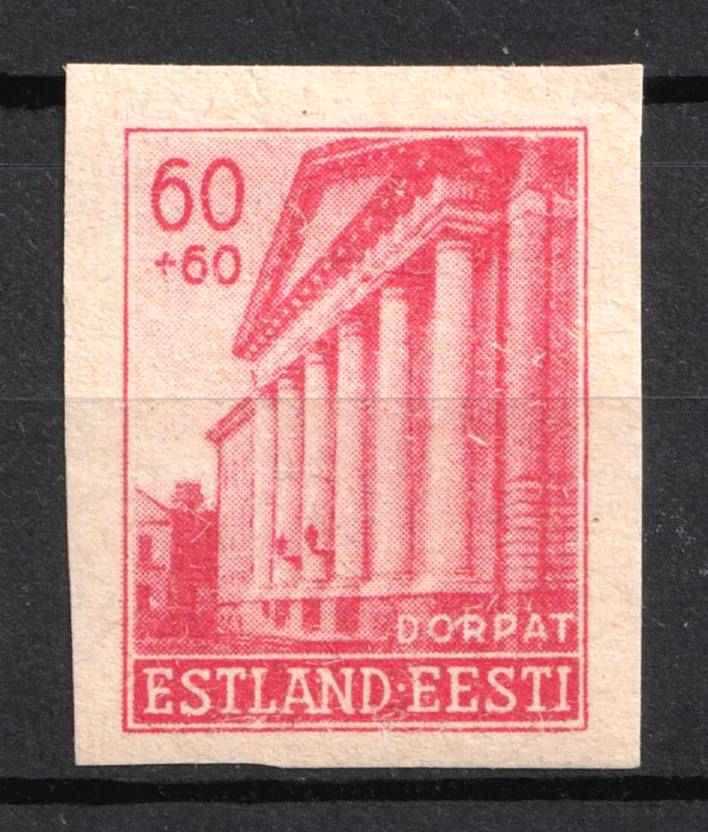 60
+60
DORPAT
ESTLAND·EESTI